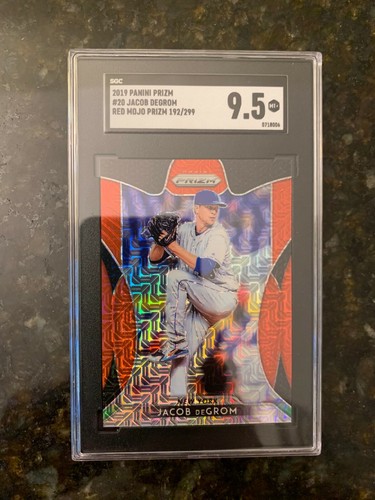 SGC
2019 PANINI PRIZM
#20 JACOB DEGROM
RED MOJO PRIZM 192/299
9.5
MT+
PANINI
PRIZM
NEW YORK
JACOB DEGROM